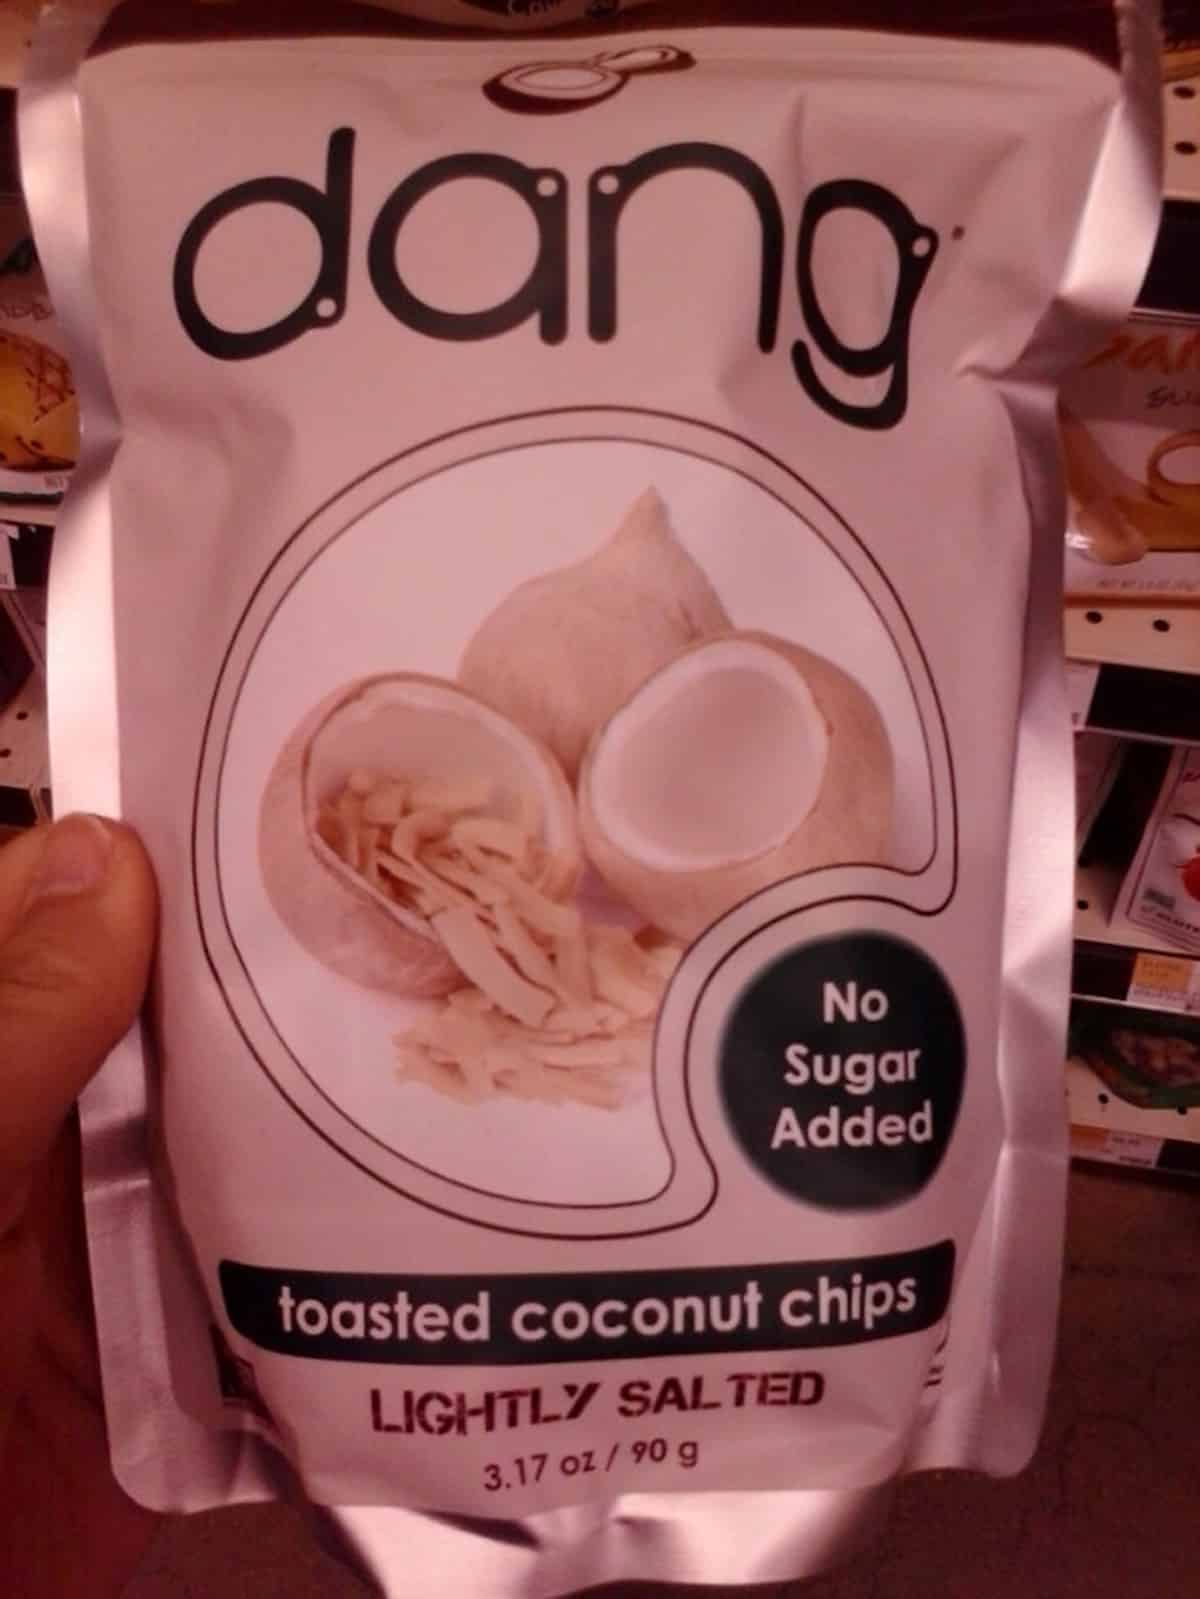 dang
No
Sugar
Added
toasted coconut chips
LIGHTLY SALTED
3.17 oz / 90 g